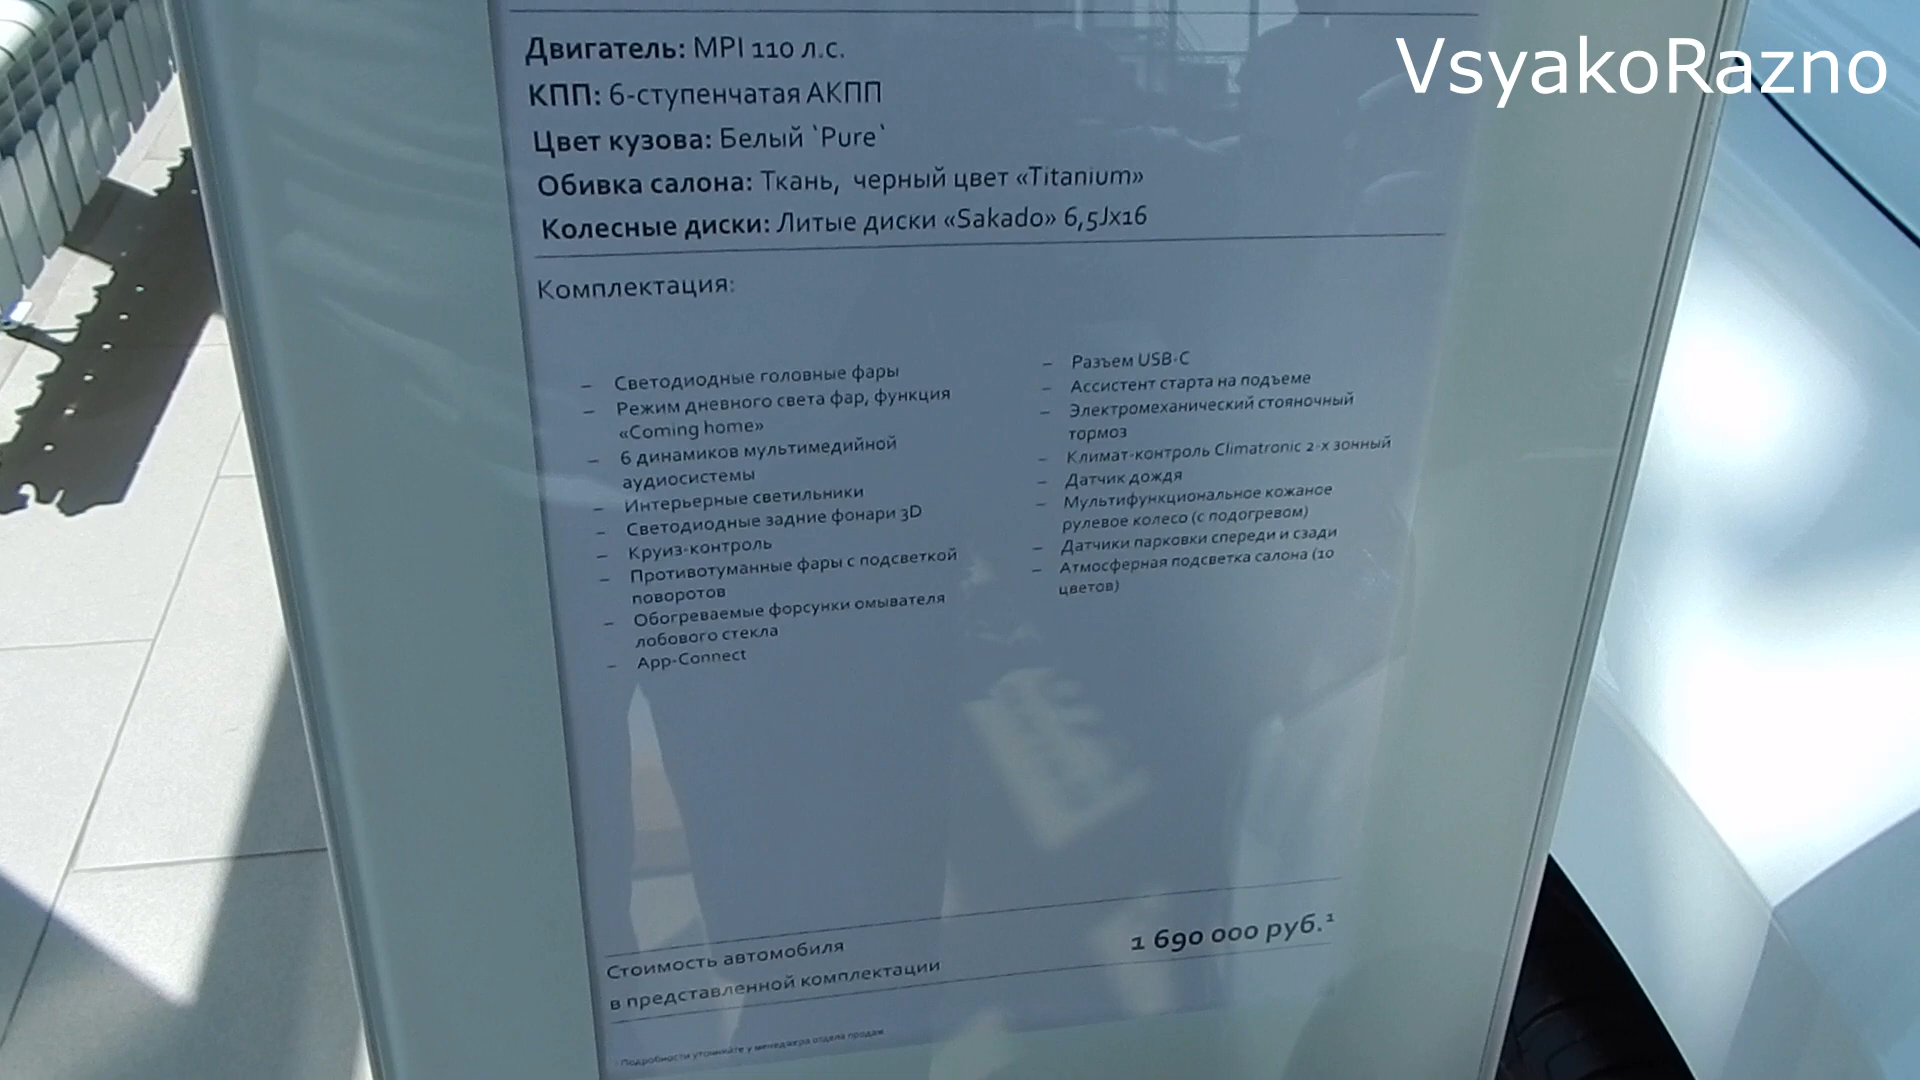 VsyakoRazno
Двигатель: MPI 110 л.с.
КПП: 6-ступенчатая АКПП
Цвет кузова: Белый `Pure`
Обивка салона: Ткань, черный цвет «Titanium»
Колесные диски: Литые диски «Sakado» 6,5Jx16
Комплектация:
– Светодиодные головные фары
– Режим дневного света фар, функция
«Coming home»
– 6 динамиков мультимедийной
аудиосистемы
– Интерьерные светильники
– Светодиодные задние фонари 3D
– Круиз-контроль
– Противотуманные фары с подсветкой
поворотов
– Обогреваемые форсунки омывателя
лобового стекла
– App-Connect
– Разъем USB-C
– Ассистент старта на подъеме
– Электромеханический стояночный
тормоз
– Климат-контроль Climatronic 2-х зонный
– Датчик дождя
– Мультифункциональное кожаное
рулевое колесо (с подогревом)
– Датчики парковки спереди и сзади
– Атмосферная подсветка салона (10
цветов)
Стоимость автомобиля
в представленной комплектации
1 690 000 руб.¹
Подробности уточняйте у менеджера отдела продаж